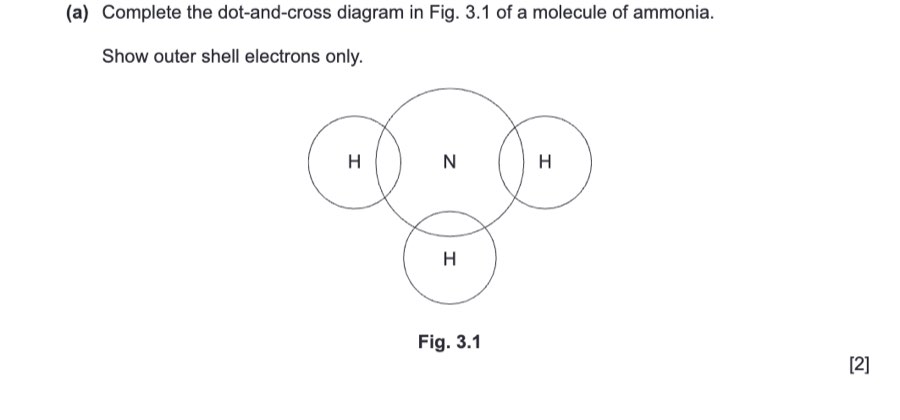 (a) Complete the dot-and-cross diagram in Fig. 3.1 of a molecule of ammonia.
Show outer shell electrons only.
H N H
H
Fig. 3.1
[2]